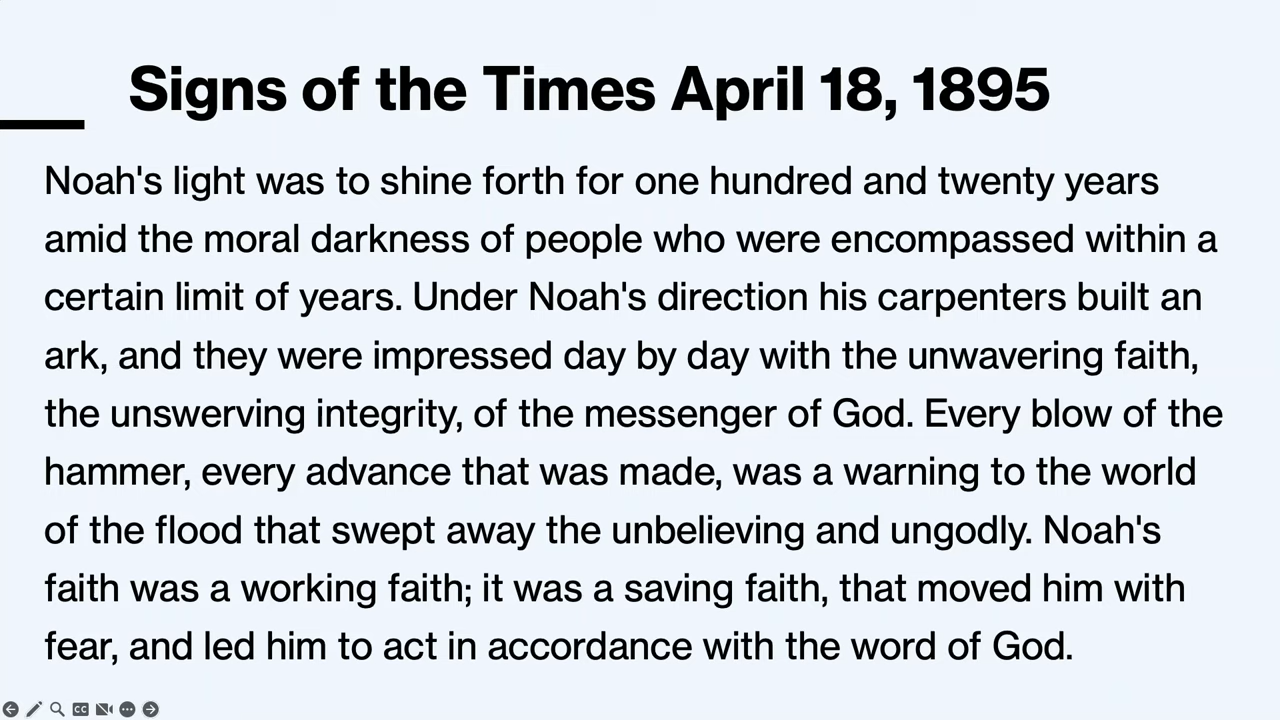 Signs of the Times April 18, 1895
Noah's light was to shine forth for one hundred and twenty years
amid the moral darkness of people who were encompassed within a
certain limit of years. Under Noah's direction his carpenters built an
ark, and they were impressed day by day with the unwavering faith,
the unswerving integrity, of the messenger of God. Every blow of the
hammer, every advance that was made, was a warning to the world
of the flood that swept away the unbelieving and ungodly. Noah's
faith was a working faith; it was a saving faith, that moved him with
fear, and led him to act in accordance with the word of God.
CC